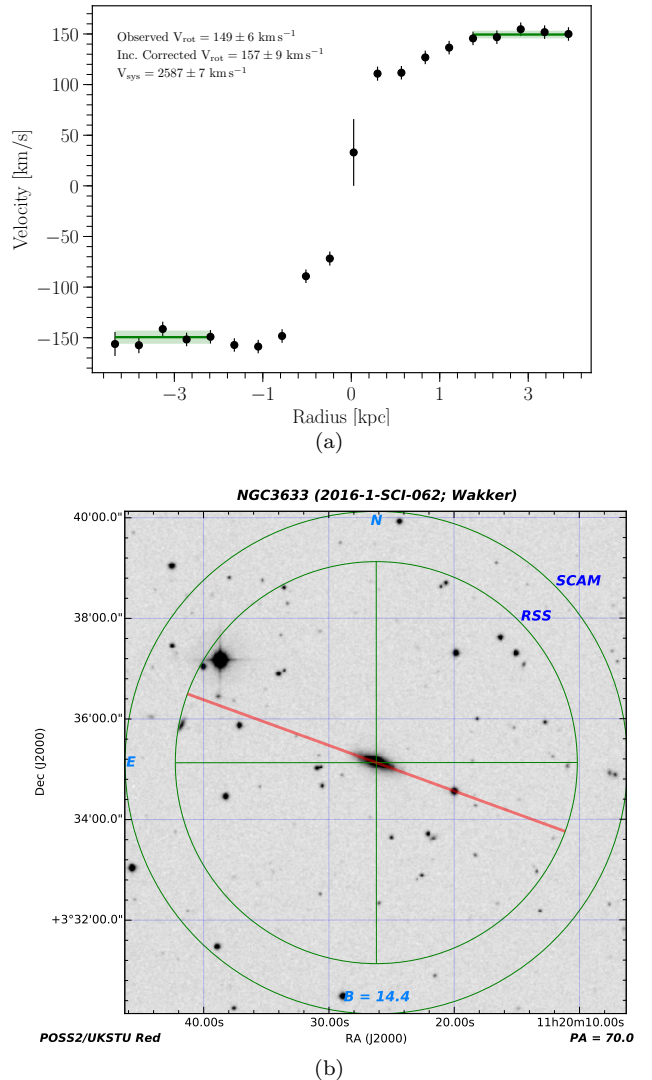 Observed V_rot = 149 ± 6 km s⁻¹
Inc. Corrected V_rot = 157 ± 9 km s⁻¹
V_sys = 2587 ± 7 km s⁻¹
150
100
50
0
−50
−100
−150
Velocity [km/s]
−3
−1
0
1
3
Radius [kpc]
(a)
NGC3633 (2016-1-SCI-062; Wakker)
40'00.0"
N
SCAM
38'00.0"
RSS
36'00.0"
E
Dec (J2000)
34'00.0"
+3°32'00.0"
B = 14.4
40.00s
30.00s
20.00s
11h20m10.00s
POSS2/UKSTU Red
RA (J2000)
PA = 70.0
(b)